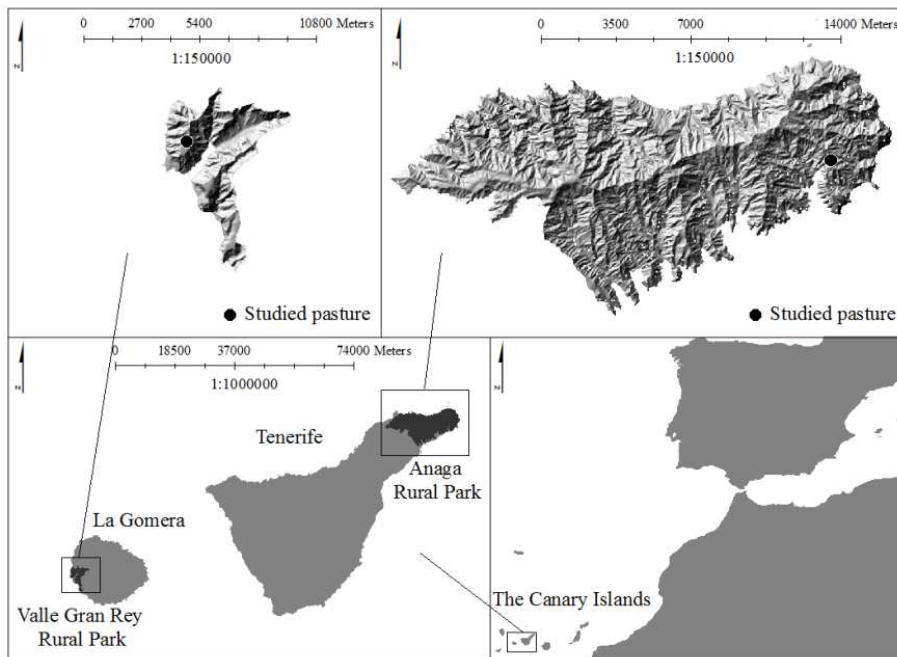 0 2700 5400 10800 Meters
1:150000
N
Studied pasture
0 3500 7000 14000 Meters
1:150000
N
Studied pasture
0 18500 37000 74000 Meters
1:1000000
N
Tenerife
Anaga
Rural Park
La Gomera
Valle Gran Rey
Rural Park
N
The Canary Islands